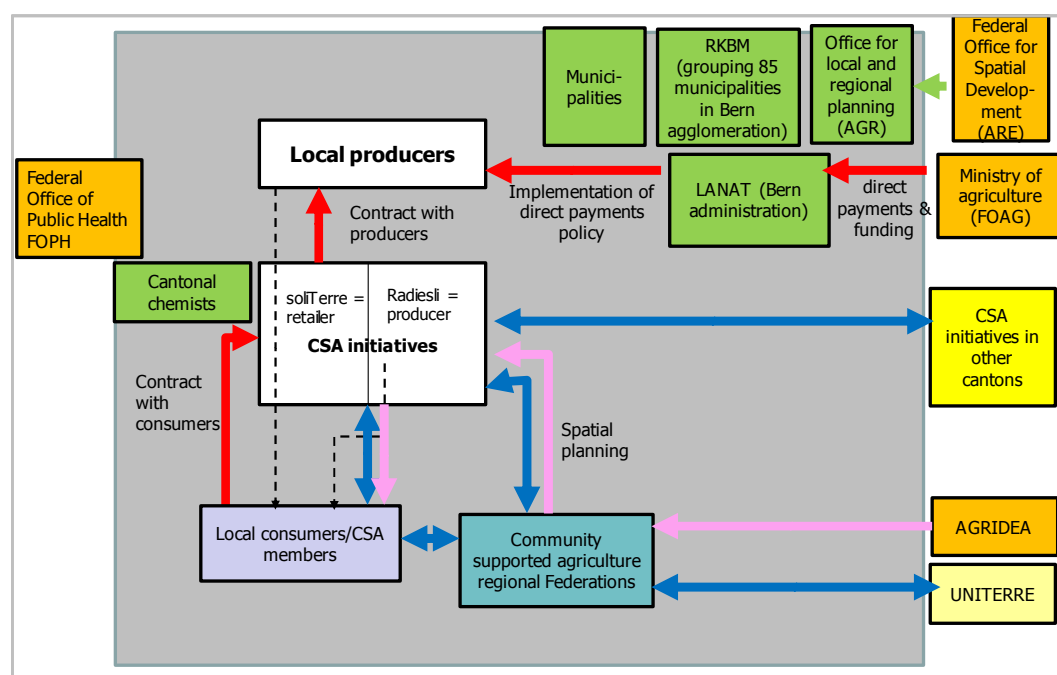 Munici-
palities
RKBM
(grouping 85
municipalities
in Bern
agglomeration)
Office for
local and
regional
planning
(AGR)
Federal
Office for
Spatial
Develop-
ment
(ARE)
Local producers
Federal
Office of
Public Health
FOPH
Contract with
producers
Implementation of
direct payments
policy
LANAT (Bern
administration)
direct
payments &
funding
Ministry of
agriculture
(FOAG)
Cantonal
chemists
soliTerre =
retailer
Radiesli =
producer
CSA initiatives
CSA
initiatives in
other
cantons
Contract
with
consumers
Spatial
planning
Local consumers/CSA
members
Community
supported agriculture
regional Federations
AGRIDEA
UNITERRE